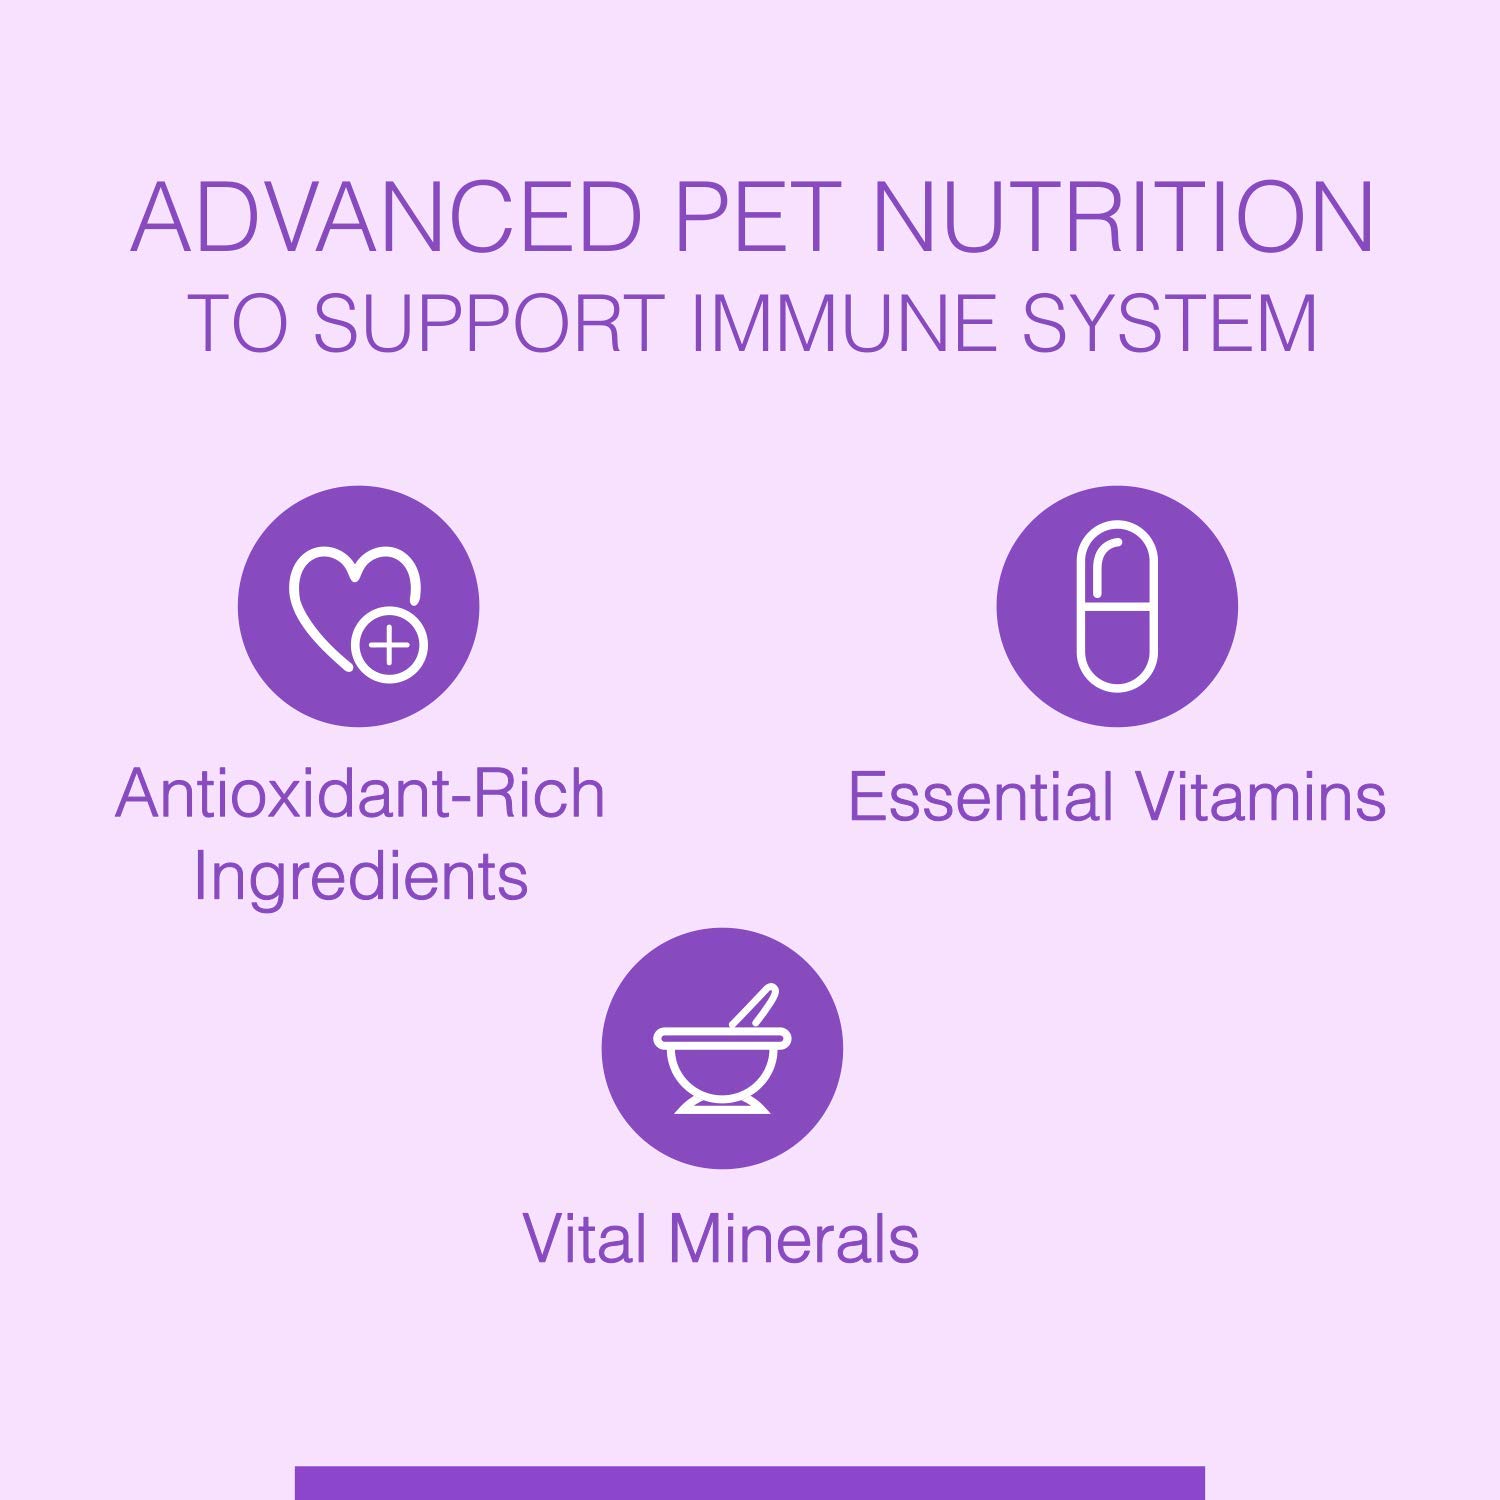 ADVANCED PET NUTRITION
TO SUPPORT IMMUNE SYSTEM
Antioxidant-Rich
Ingredients
Essential Vitamins
Vital Minerals